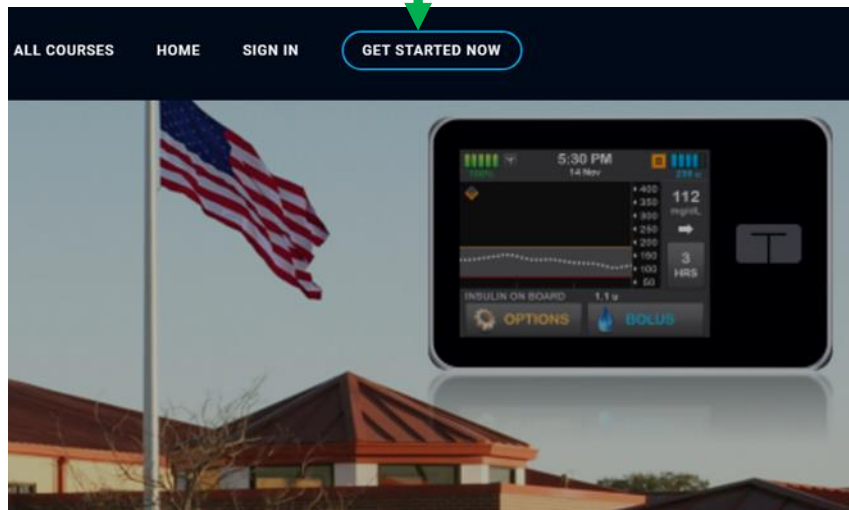 ALL COURSES HOME SIGN IN GET STARTED NOW
5:30 PM
100% 14 Nov
400
350 112
300 mg/dL
250
200
150 3
100 HRS
50
INSULIN ON BOARD 1.1 u
OPTIONS BOLUS